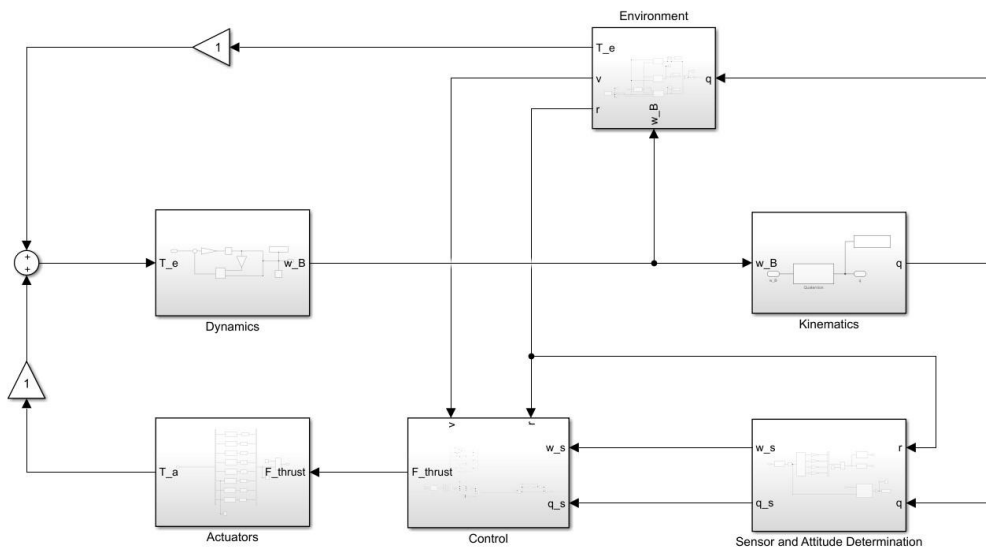 Environment
1
T_e
v
r
q
w_B
+
+
T_e
w_B
Dynamics
w_B
q
Kinematics
1
T_a
F_thrust
Actuators
v
r
F_thrust
w_s
q_s
Control
w_s
q_s
r
q
Sensor and Attitude Determination